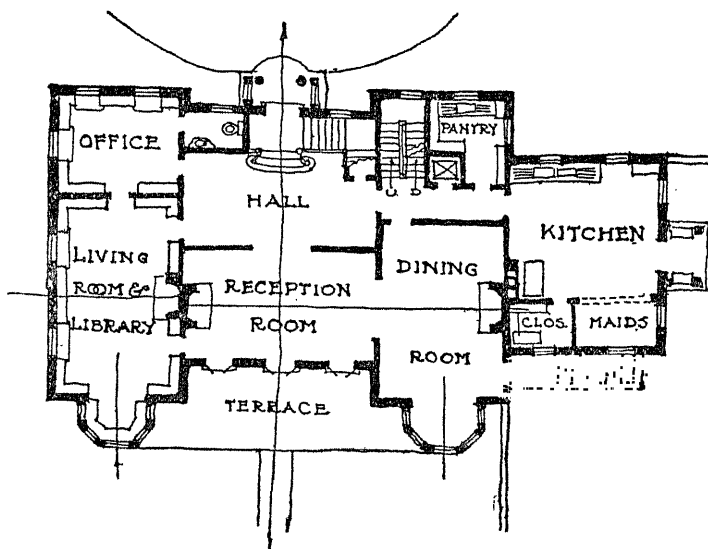 OFFICE
PANTRY
HALL
U. D.
LIVING
ROOM &
LIBRARY
RECEPTION
ROOM
DINING
ROOM
KITCHEN
CLOS.
MAIDS
TERRACE